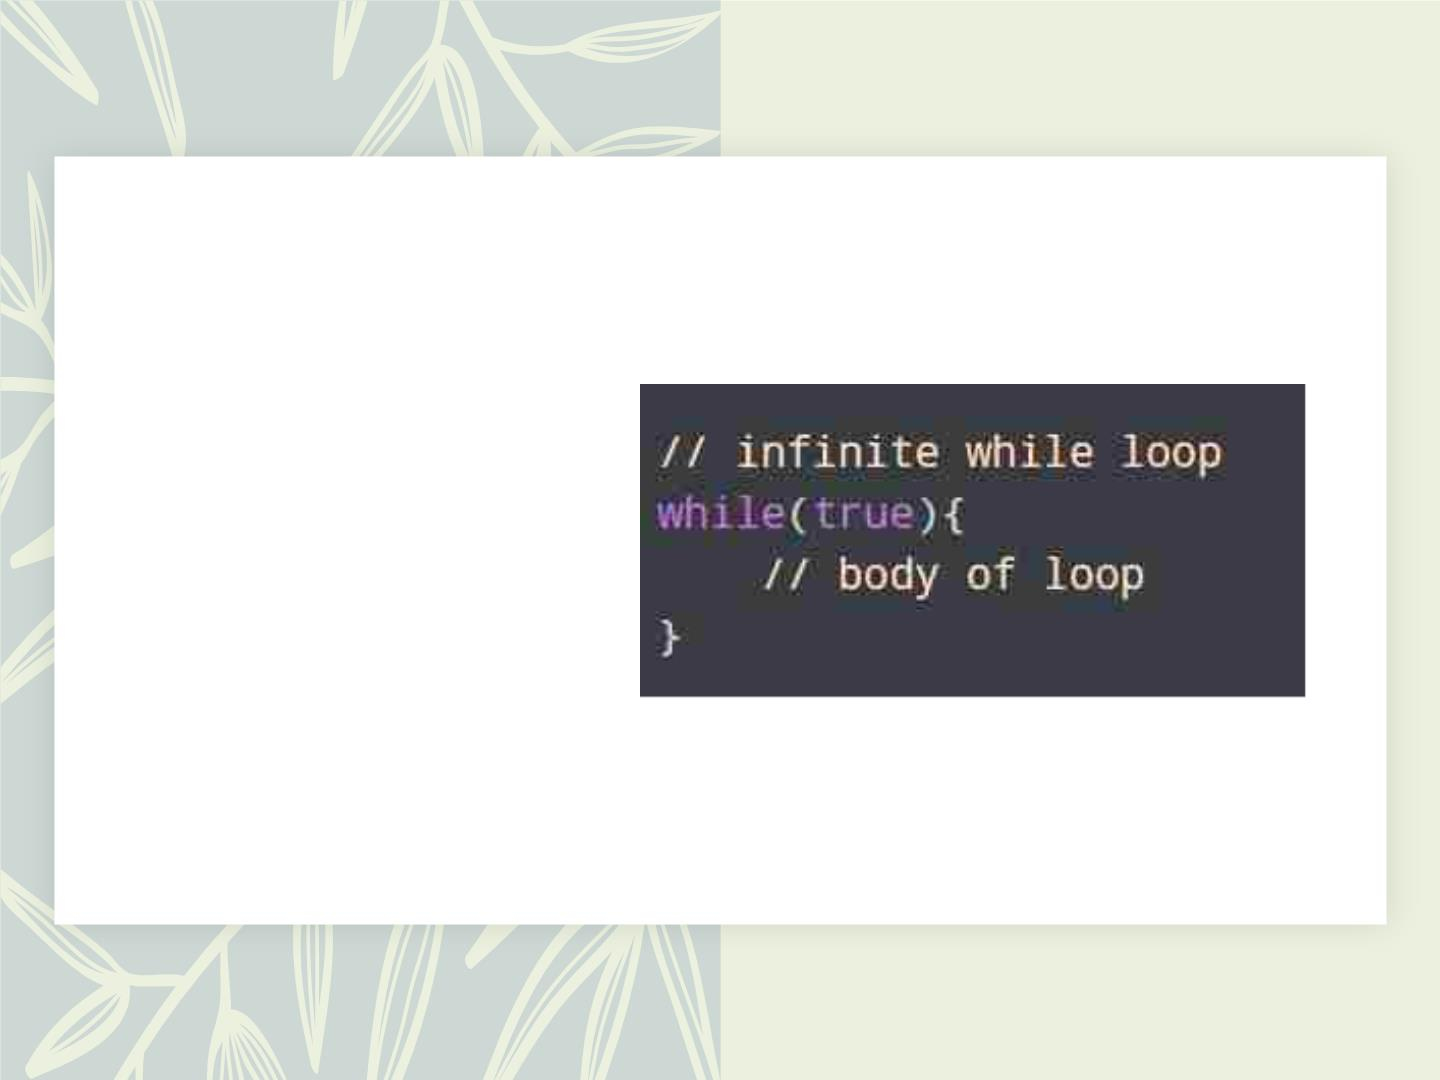 // infinite while loop
while(true){
    // body of loop
}